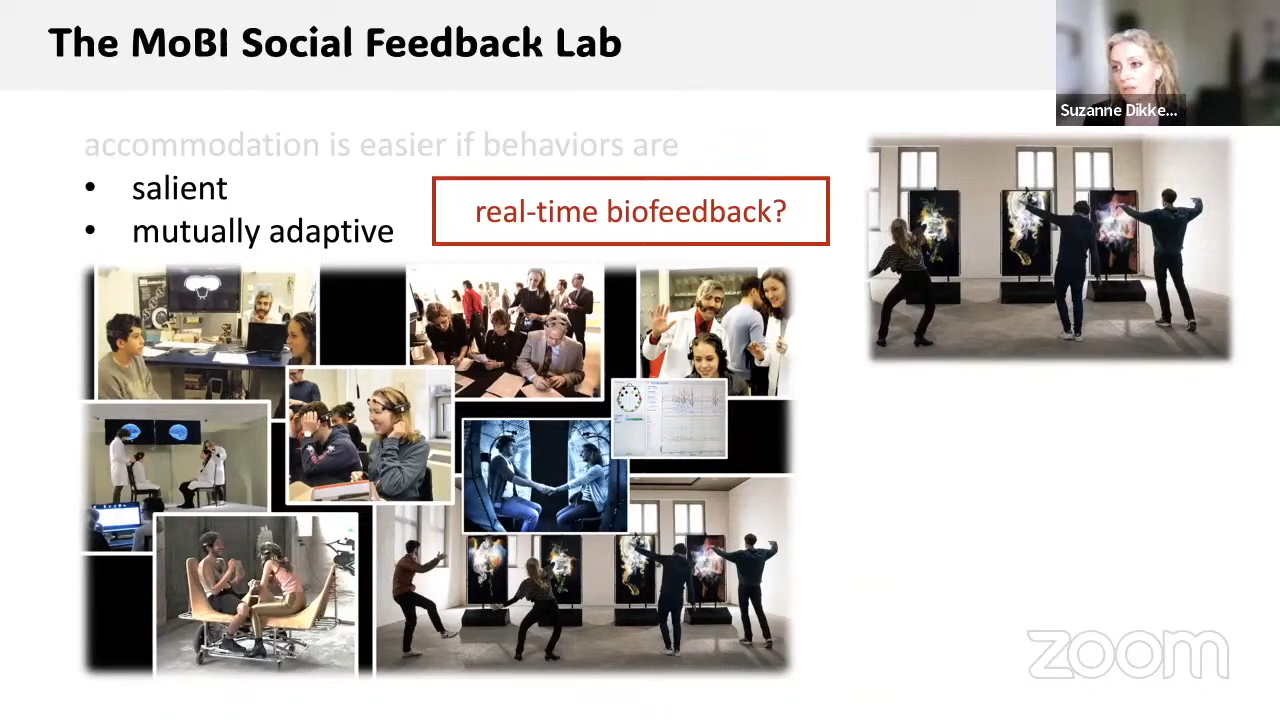 The MoBI Social Feedback Lab
Suzanne Dikke...
accommodation is easier if behaviors are
• salient
• mutually adaptive
real-time biofeedback?
zoom